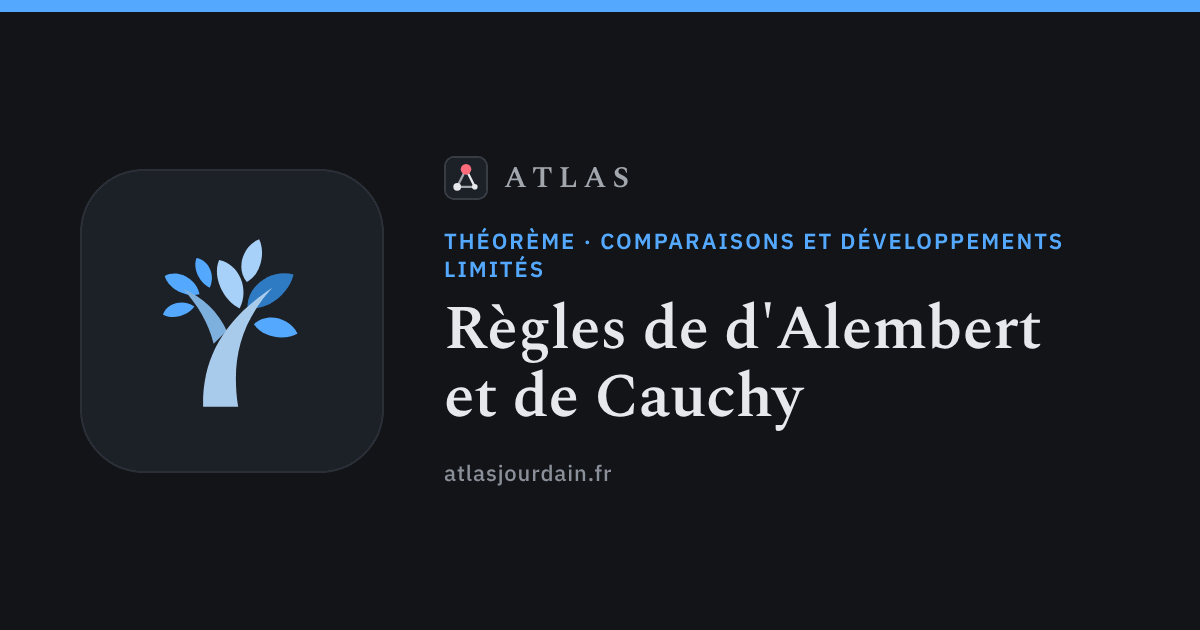 ATLAS
THÉORÈME · COMPARAISONS ET DÉVELOPPEMENTS
LIMITÉS
Règles de d'Alembert
et de Cauchy
atlasjourdain.fr